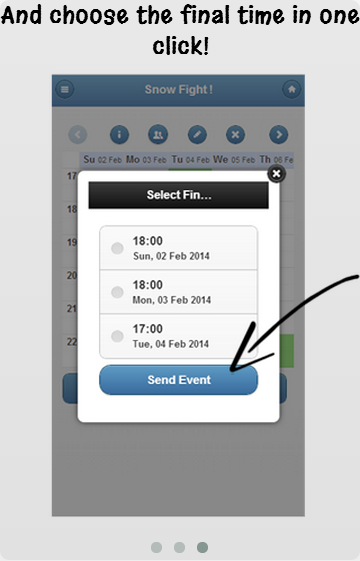 And choose the final time in one
click!
Snow Fight!
Su 02 Feb Mo 03 Feb Tu 04 Feb We 05 Feb Th 06 Fe
17
Select Fin...
18
18:00
Sun, 02 Feb 2014
19
20
18:00
Mon, 03 Feb 2014
21
17:00
Tue, 04 Feb 2014
22
Send Event